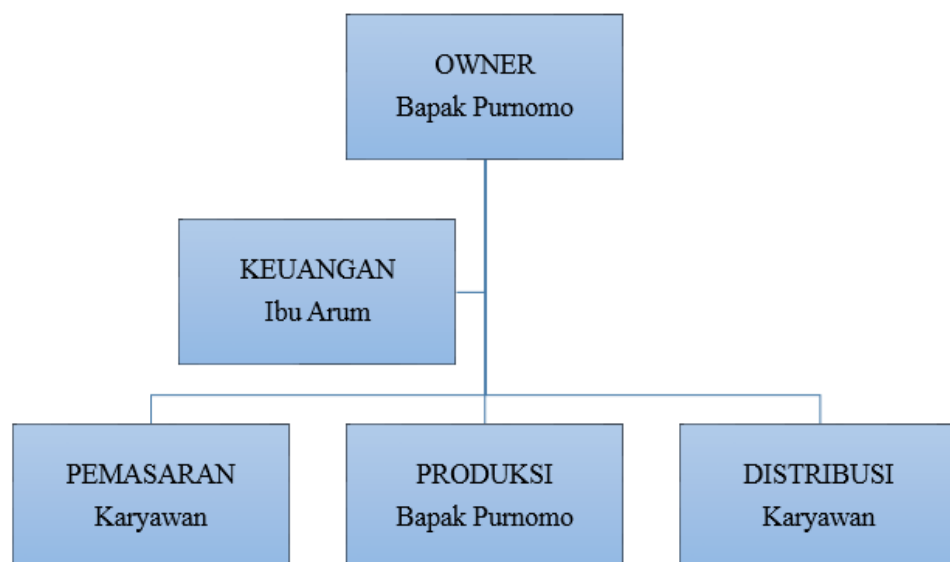 OWNER
Bapak Purnomo
KEUANGAN
Ibu Arum
PEMASARAN
Karyawan
PRODUKSI
Bapak Purnomo
DISTRIBUSI
Karyawan